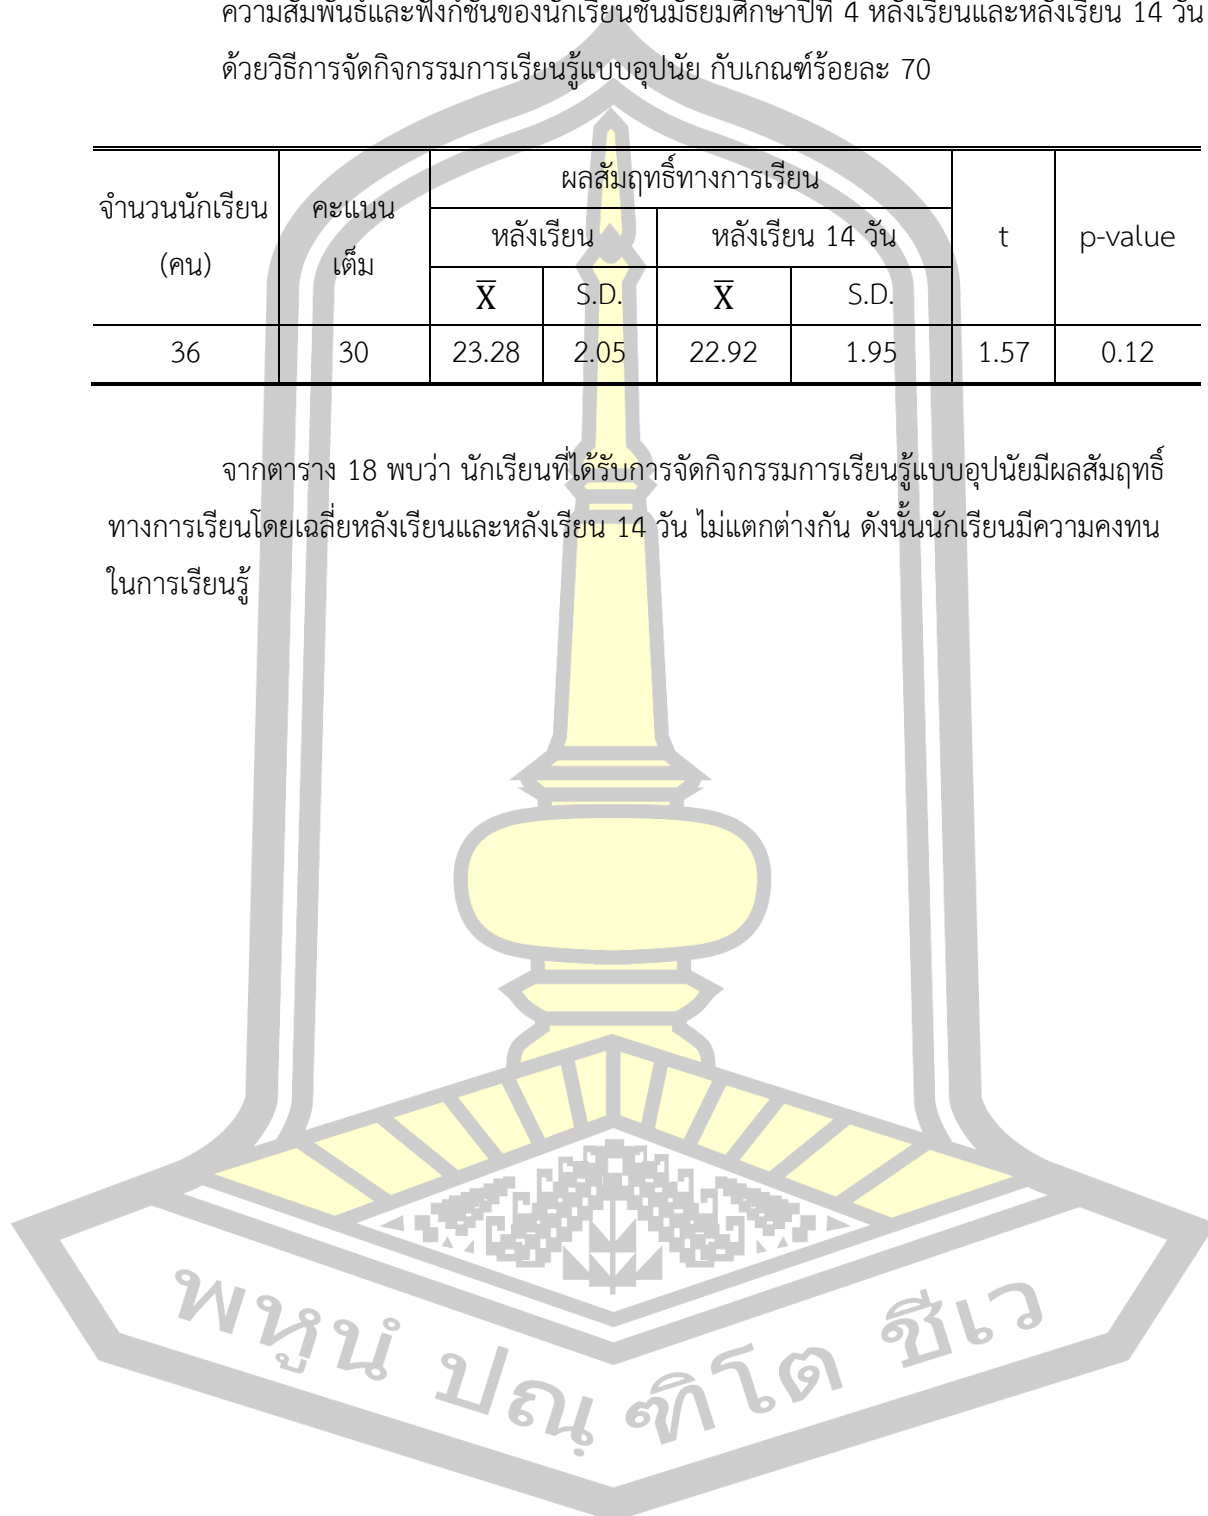 ความสัมพันธ์และฟังก์ชันของนักเรียนชั้นมัธยมศึกษาปีที่ 4 หลังเรียนและหลังเรียน 14 วัน
ด้วยวิธีการจัดกิจกรรมการเรียนรู้แบบอุปนัย กับเกณฑ์ร้อยละ 70
จำนวนนักเรียน (คน) คะแนน เต็ม ผลสัมฤทธิ์ทางการเรียน t p-value
หลังเรียน หลังเรียน 14 วัน
X̅ S.D. X̅ S.D.
36 30 23.28 2.05 22.92 1.95 1.57 0.12
จากตาราง 18 พบว่า นักเรียนที่ได้รับการจัดกิจกรรมการเรียนรู้แบบอุปนัยมีผลสัมฤทธิ์
ทางการเรียนโดยเฉลี่ยหลังเรียนและหลังเรียน 14 วัน ไม่แตกต่างกัน ดังนั้นนักเรียนมีความคงทน
ในการเรียนรู้
พหูนํ ปณฺฑิโต ชีเว